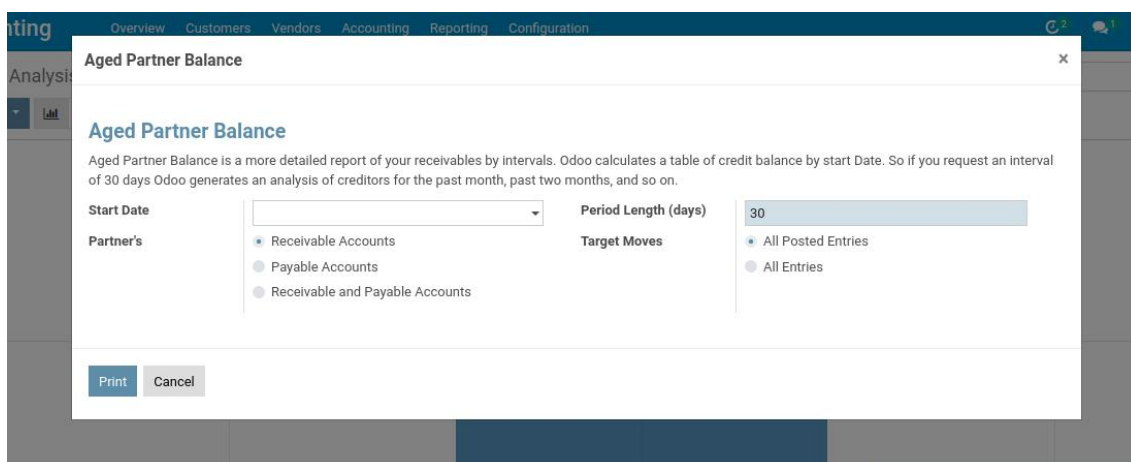 nting Overview Customers Vendors Accounting Reporting Configuration 2 1
Analysis
Aged Partner Balance ×
Aged Partner Balance
Aged Partner Balance is a more detailed report of your receivables by intervals. Odoo calculates a table of credit balance by start Date. So if you request an interval
of 30 days Odoo generates an analysis of creditors for the past month, past two months, and so on.
Start Date Period Length (days) 30
Partner's Receivable Accounts Target Moves All Posted Entries
Payable Accounts All Entries
Receivable and Payable Accounts
Print Cancel